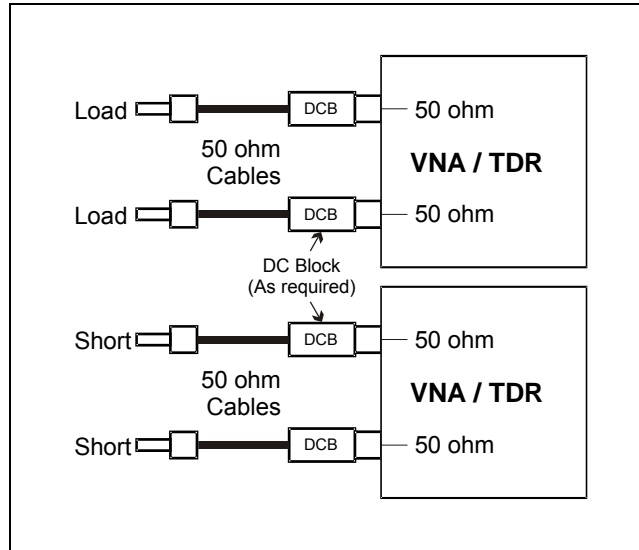 Load
DCB
50 ohm
50 ohm
Cables
VNA / TDR
Load
DCB
50 ohm
DC Block
(As required)
Short
DCB
50 ohm
50 ohm
Cables
VNA / TDR
Short
DCB
50 ohm